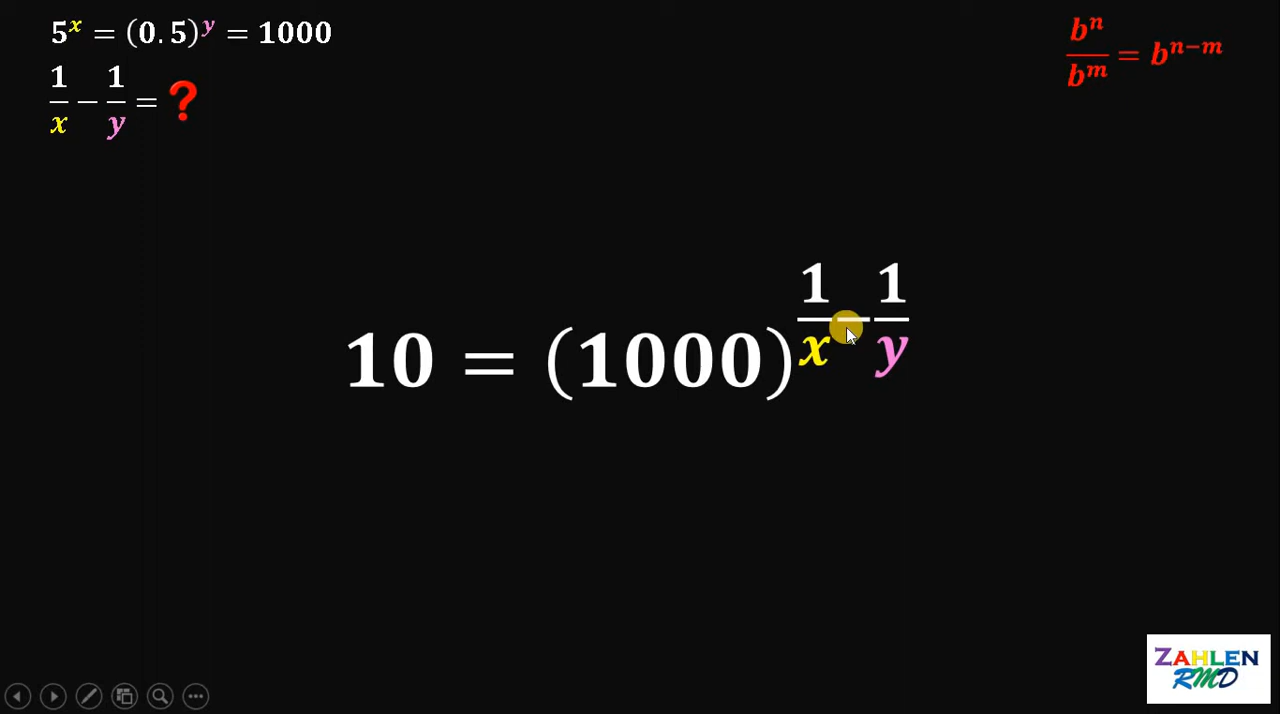 5^x = (0.5)^y = 1000
1/x − 1/y = ?
b^n/b^m = b^{n−m}
10 = (1000)^{1/x − 1/y}
ZAHLEN
RMD